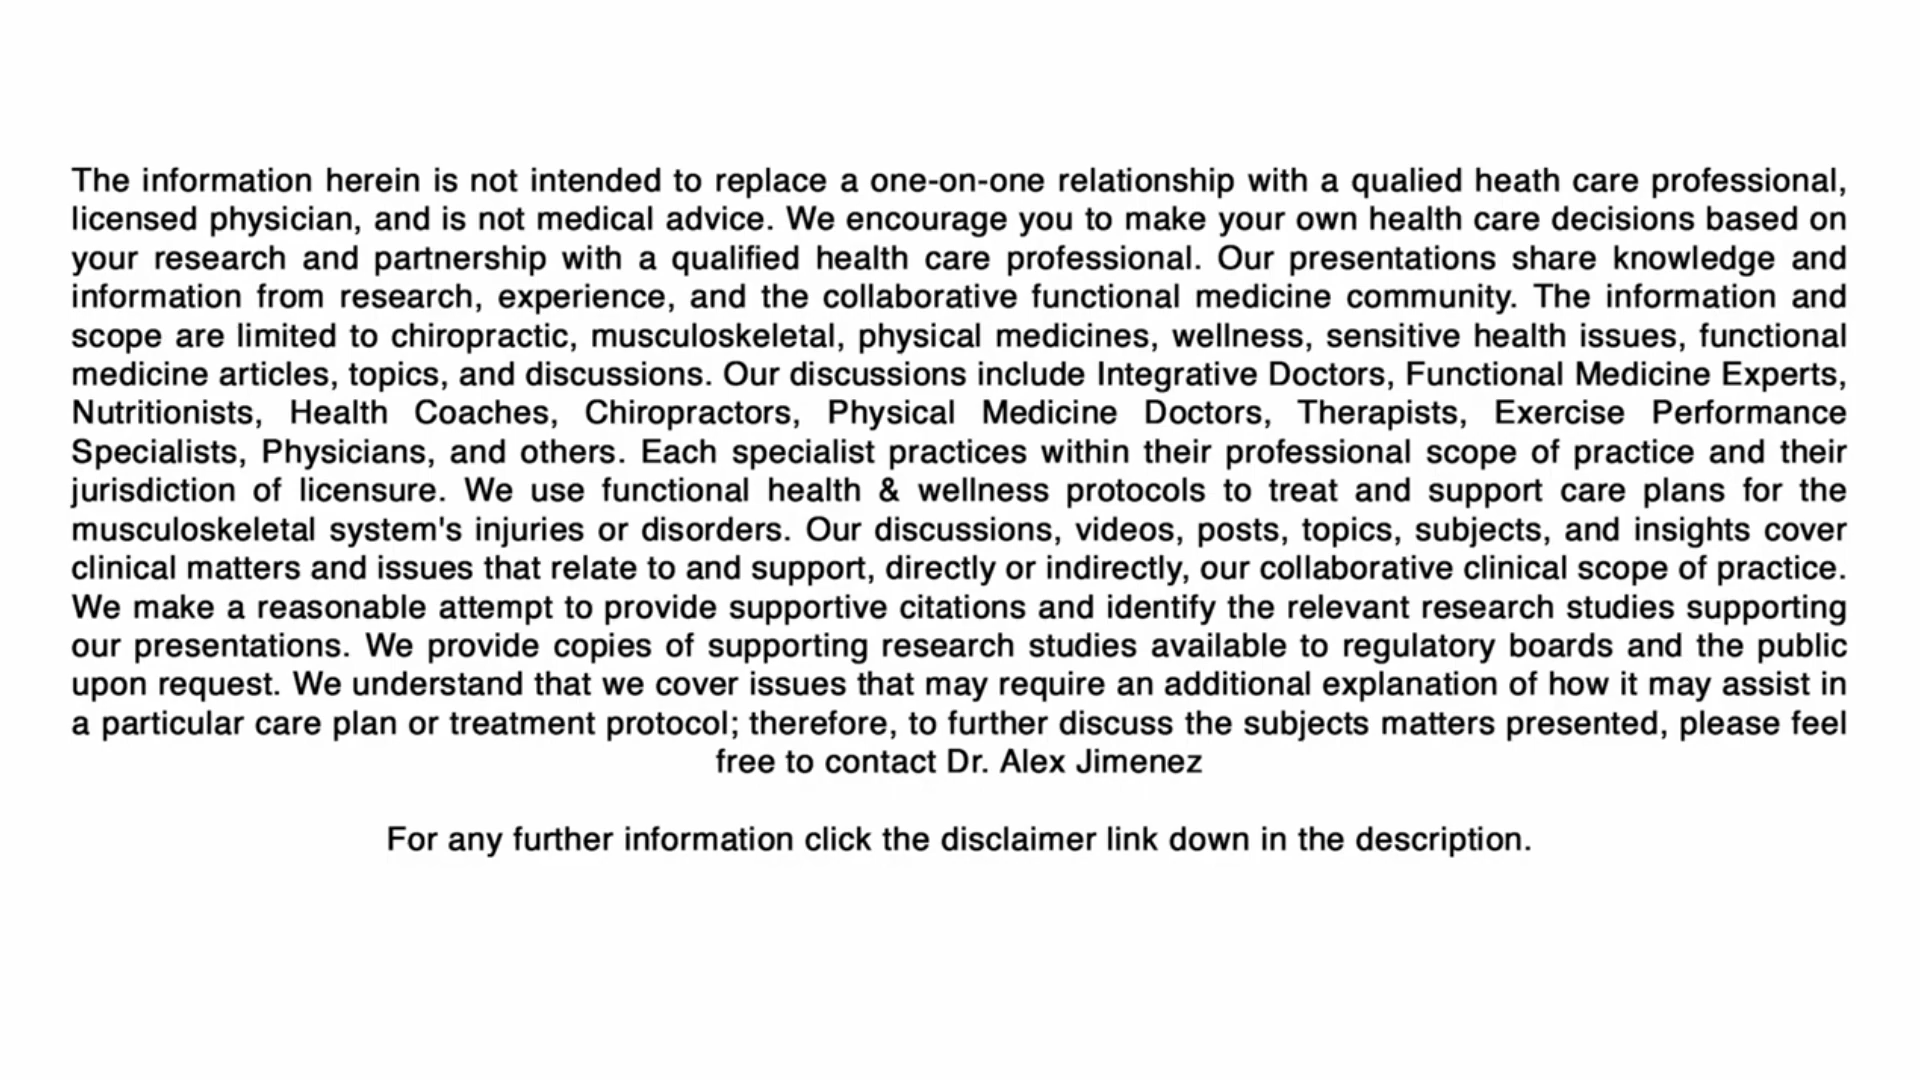 The information herein is not intended to replace a one-on-one relationship with a qualied heath care professional,
licensed physician, and is not medical advice. We encourage you to make your own health care decisions based on
your research and partnership with a qualified health care professional. Our presentations share knowledge and
information from research, experience, and the collaborative functional medicine community. The information and
scope are limited to chiropractic, musculoskeletal, physical medicines, wellness, sensitive health issues, functional
medicine articles, topics, and discussions. Our discussions include Integrative Doctors, Functional Medicine Experts,
Nutritionists, Health Coaches, Chiropractors, Physical Medicine Doctors, Therapists, Exercise Performance
Specialists, Physicians, and others. Each specialist practices within their professional scope of practice and their
jurisdiction of licensure. We use functional health & wellness protocols to treat and support care plans for the
musculoskeletal system's injuries or disorders. Our discussions, videos, posts, topics, subjects, and insights cover
clinical matters and issues that relate to and support, directly or indirectly, our collaborative clinical scope of practice.
We make a reasonable attempt to provide supportive citations and identify the relevant research studies supporting
our presentations. We provide copies of supporting research studies available to regulatory boards and the public
upon request. We understand that we cover issues that may require an additional explanation of how it may assist in
a particular care plan or treatment protocol; therefore, to further discuss the subjects matters presented, please feel
free to contact Dr. Alex Jimenez
For any further information click the disclaimer link down in the description.